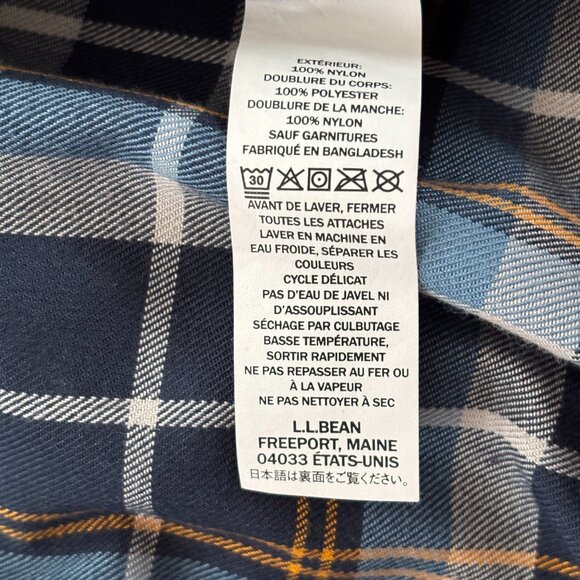 EXTÉRIEUR:
100% NYLON
DOUBLURE DU CORPS:
100% POLYESTER
DOUBLURE DE LA MANCHE:
100% NYLON
SAUF GARNITURES
FABRIQUÉ EN BANGLADESH
30
AVANT DE LAVER, FERMER
TOUTES LES ATTACHES
LAVER EN MACHINE EN
EAU FROIDE, SÉPARER LES
COULEURS
CYCLE DÉLICAT
PAS D'EAU DE JAVEL NI
D'ASSOUPLISSANT
SÉCHAGE PAR CULBUTAGE
BASSE TEMPÉRATURE,
SORTIR RAPIDEMENT
NE PAS REPASSER AU FER OU
À LA VAPEUR
NE PAS NETTOYER À SEC
L.L.BEAN
FREEPORT, MAINE
04033 ÉTATS-UNIS
日本語は裏面をご覧ください。